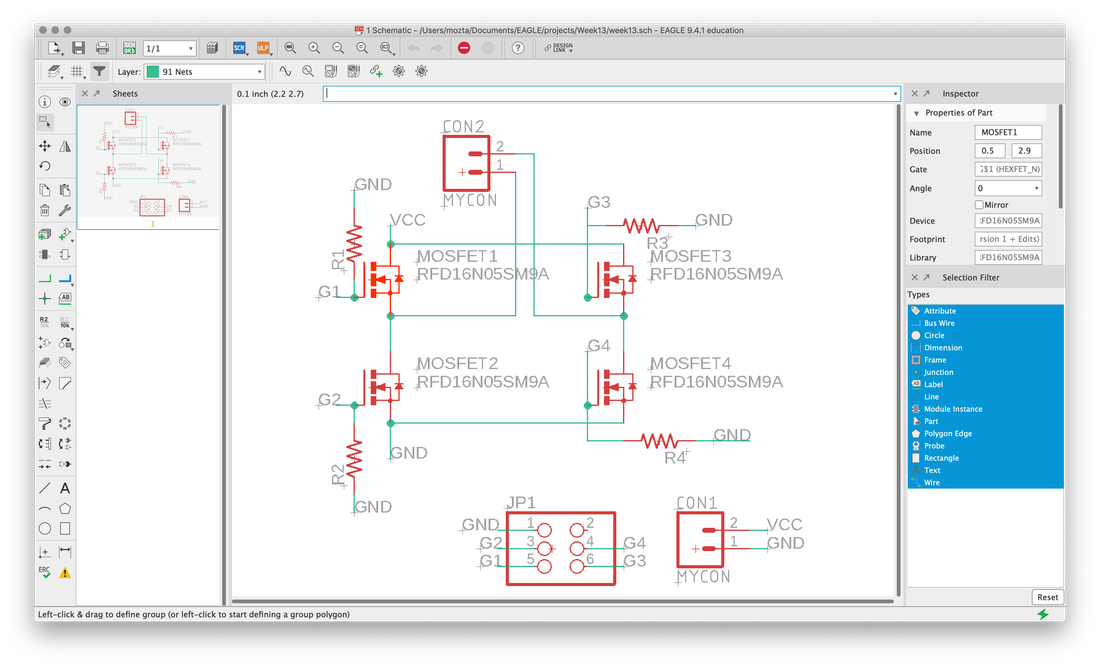 1 Schematic - /Users/mozta/Documents/EAGLE/projects/Week13/week13.sch - EAGLE 9.4.1 education
1/1
SCR
ULP
DESIGN
LINK
Layer:
91 Nets
Sheets
0.1 inch (2.2 2.7)
Inspector
Properties of Part
Name
MOSFET1
Position
0.5
2.9
Gate
;$1 (HEXFET_N)
Angle
0
Mirror
Device
:FD16N05SM9A
Footprint
rsion 1 + Edits)
Library
:FD16N05SM9A
Selection Filter
Types
Attribute
Bus Wire
Circle
Dimension
Frame
Junction
Label
Line
Module Instance
Part
Polygon Edge
Probe
Rectangle
Text
Wire
Reset
1
CON2
2
1
MYCON
GND
VCC
R1
G1
MOSFET1
RFD16N05SM9A
G3
GND
R3
MOSFET3
RFD16N05SM9A
G2
MOSFET2
RFD16N05SM9A
GND
R2
GND
G4
MOSFET4
RFD16N05SM9A
GND
R4
JP1
GND
1
2
G2
3
4
G4
G1
5
6
G3
CON1
2
VCC
1
GND
MYCON
R2
10k
R2
10k
ERC
Left-click & drag to define group (or left-click to start defining a group polygon)